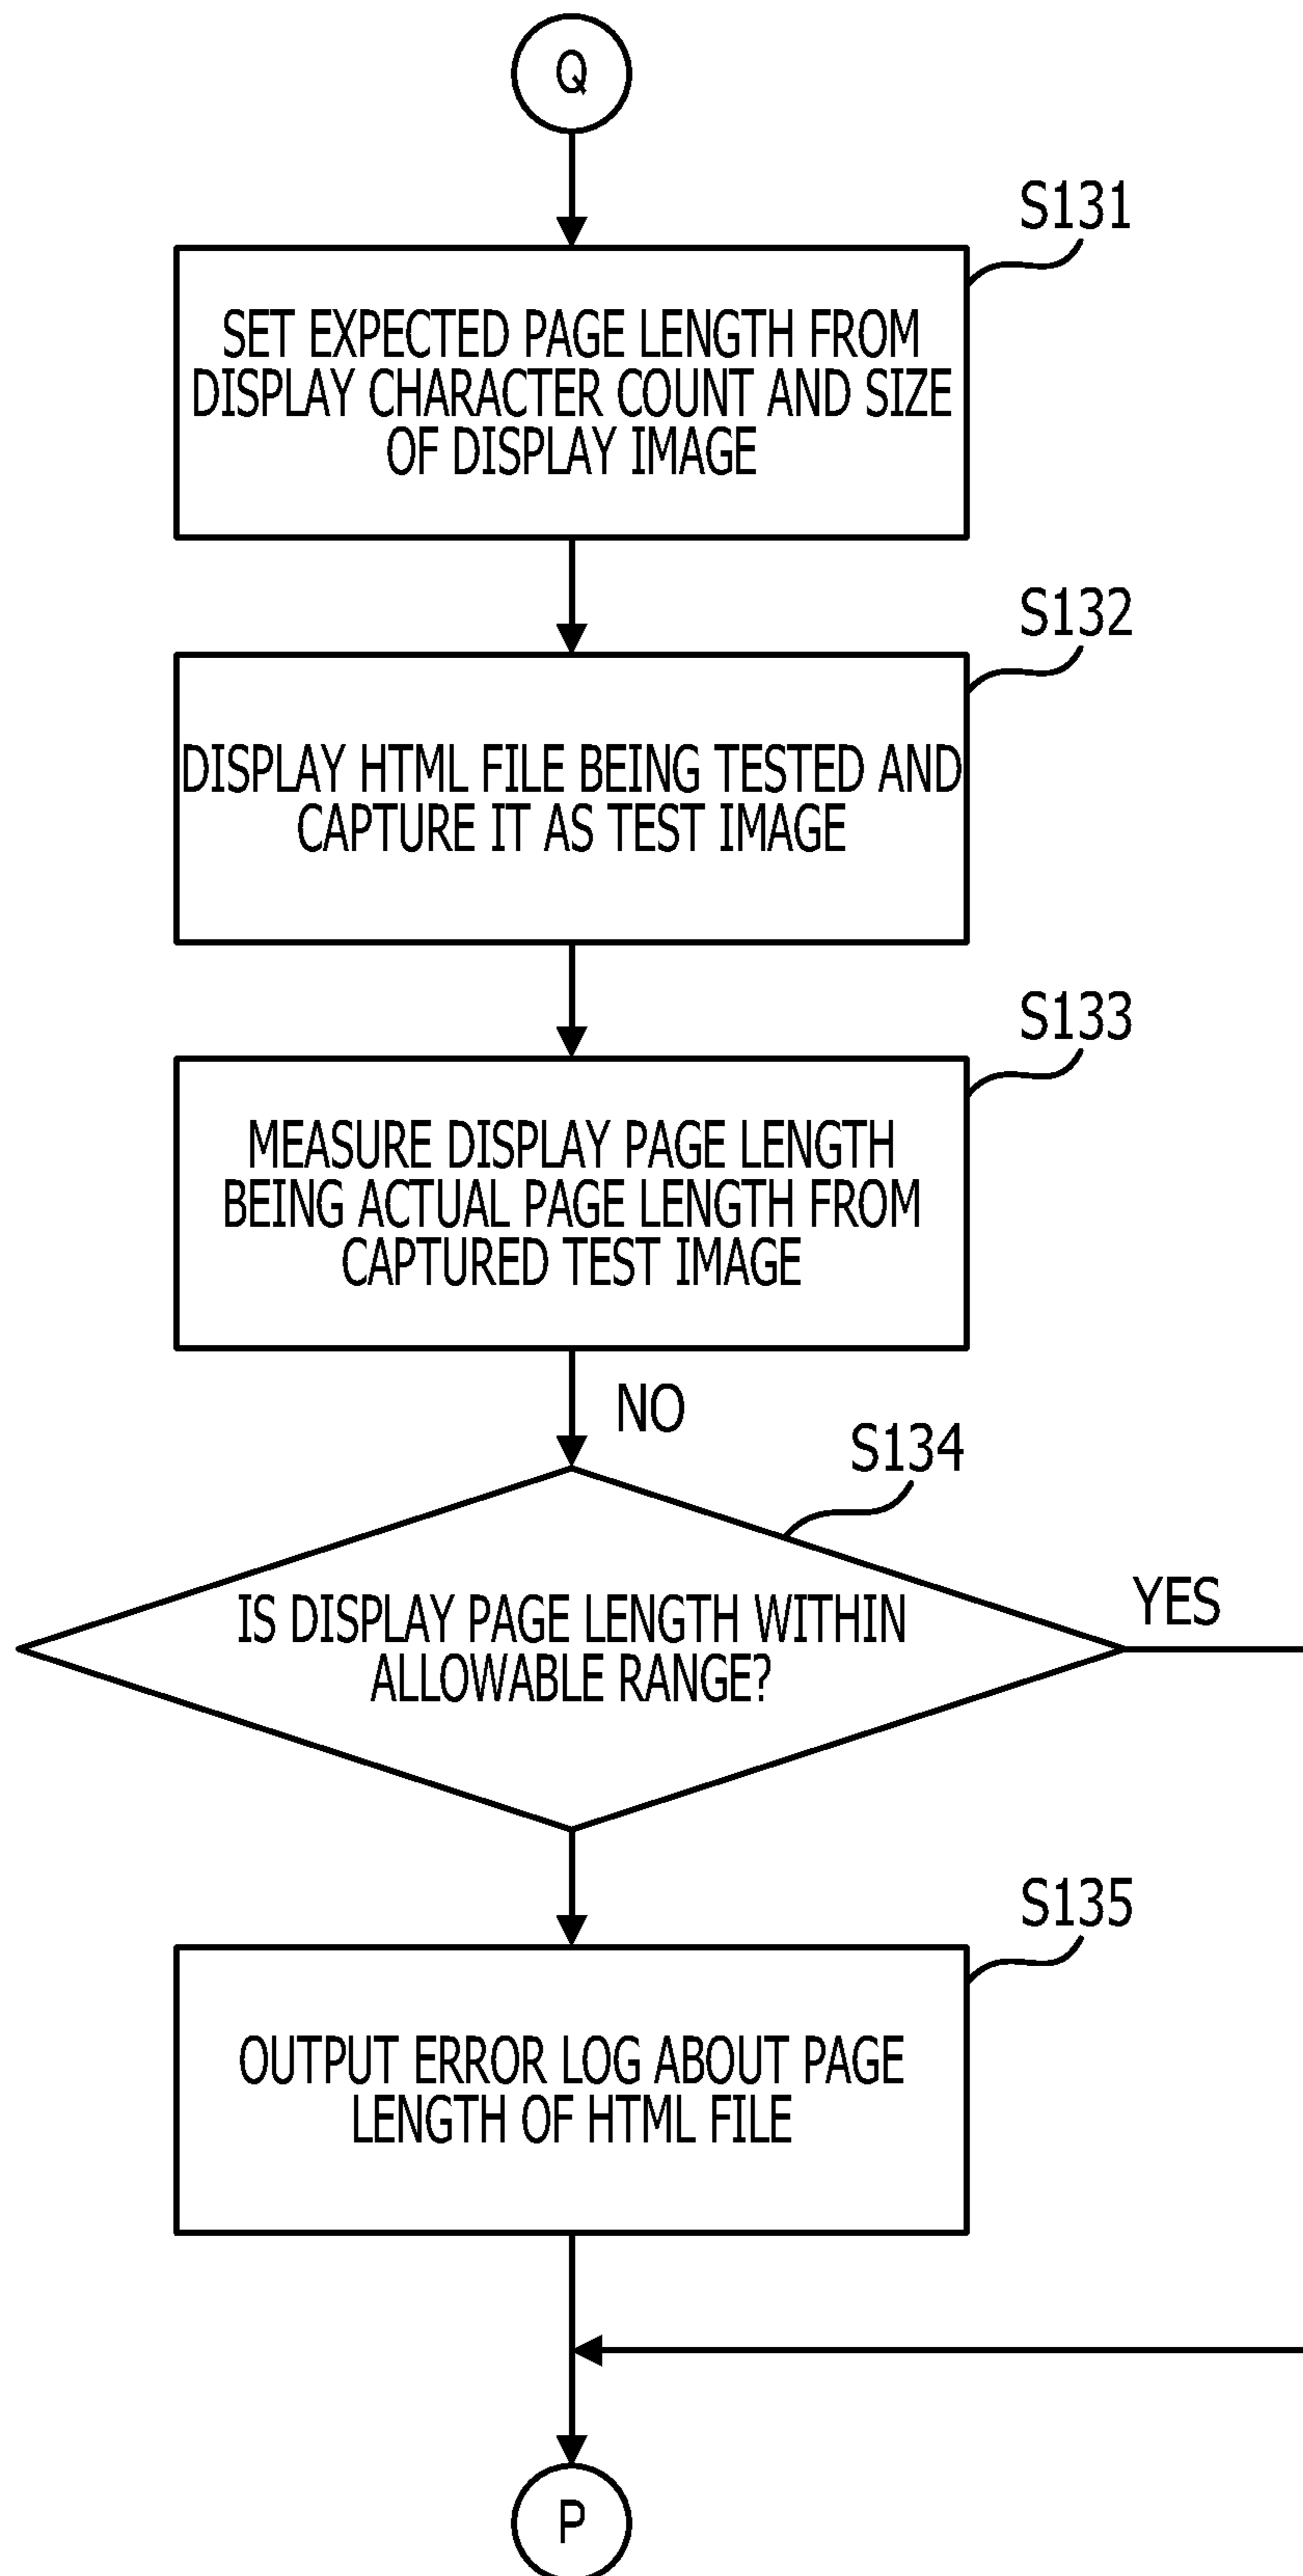 Q
S131
SET EXPECTED PAGE LENGTH FROM
DISPLAY CHARACTER COUNT AND SIZE
OF DISPLAY IMAGE
S132
DISPLAY HTML FILE BEING TESTED AND
CAPTURE IT AS TEST IMAGE
S133
MEASURE DISPLAY PAGE LENGTH
BEING ACTUAL PAGE LENGTH FROM
CAPTURED TEST IMAGE
NO
S134
YES
IS DISPLAY PAGE LENGTH WITHIN
ALLOWABLE RANGE?
S135
OUTPUT ERROR LOG ABOUT PAGE
LENGTH OF HTML FILE
P